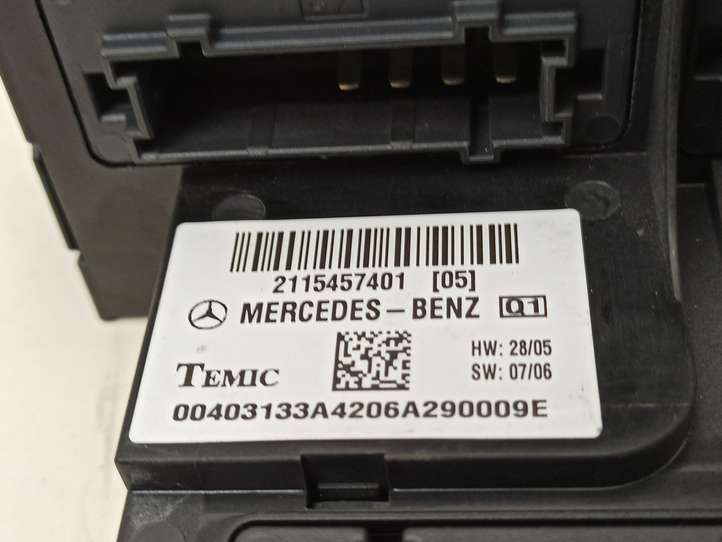 2115457401 [05]
MERCEDES-BENZ Q1
HW: 28/05
TEMIC SW: 07/06
00403133A4206A290009E